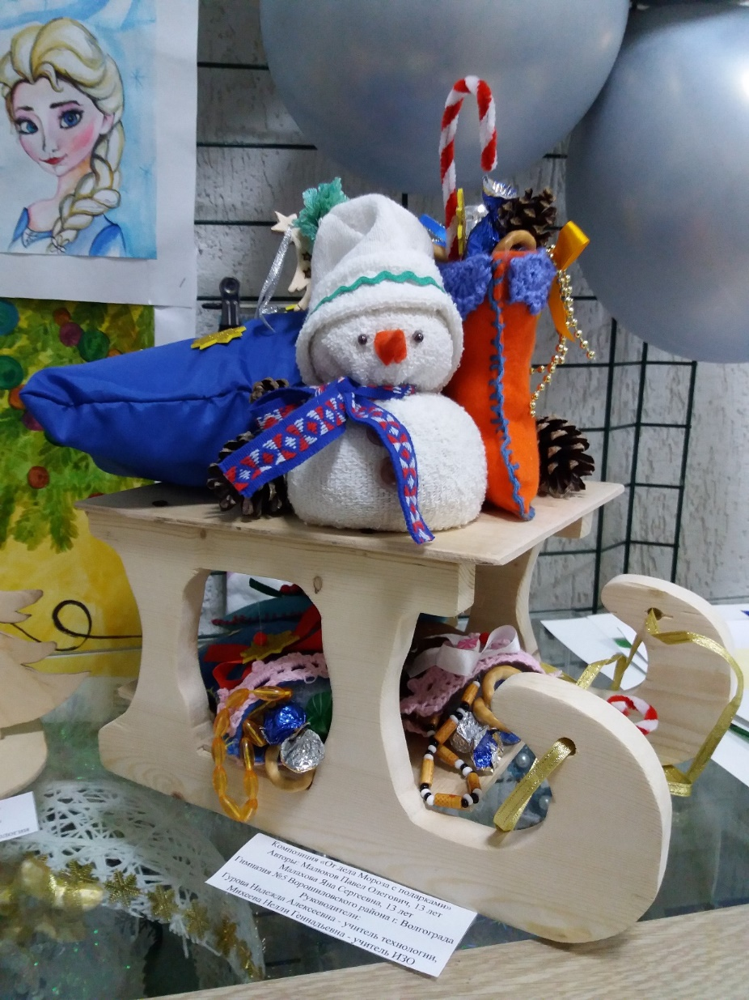 Композиция «От деда Мороза с подарками»
Авторы: Малюков Павел Олегович, 13 лет
Малахова Яна Сергеевна, 13 лет
Гимназия №5 Ворошиловского района г. Волгограда
Руководители:
Гурова Надежда Алексеевна - учитель технологии,
Михеева Нелли Геннадьевна - учитель ИЗО